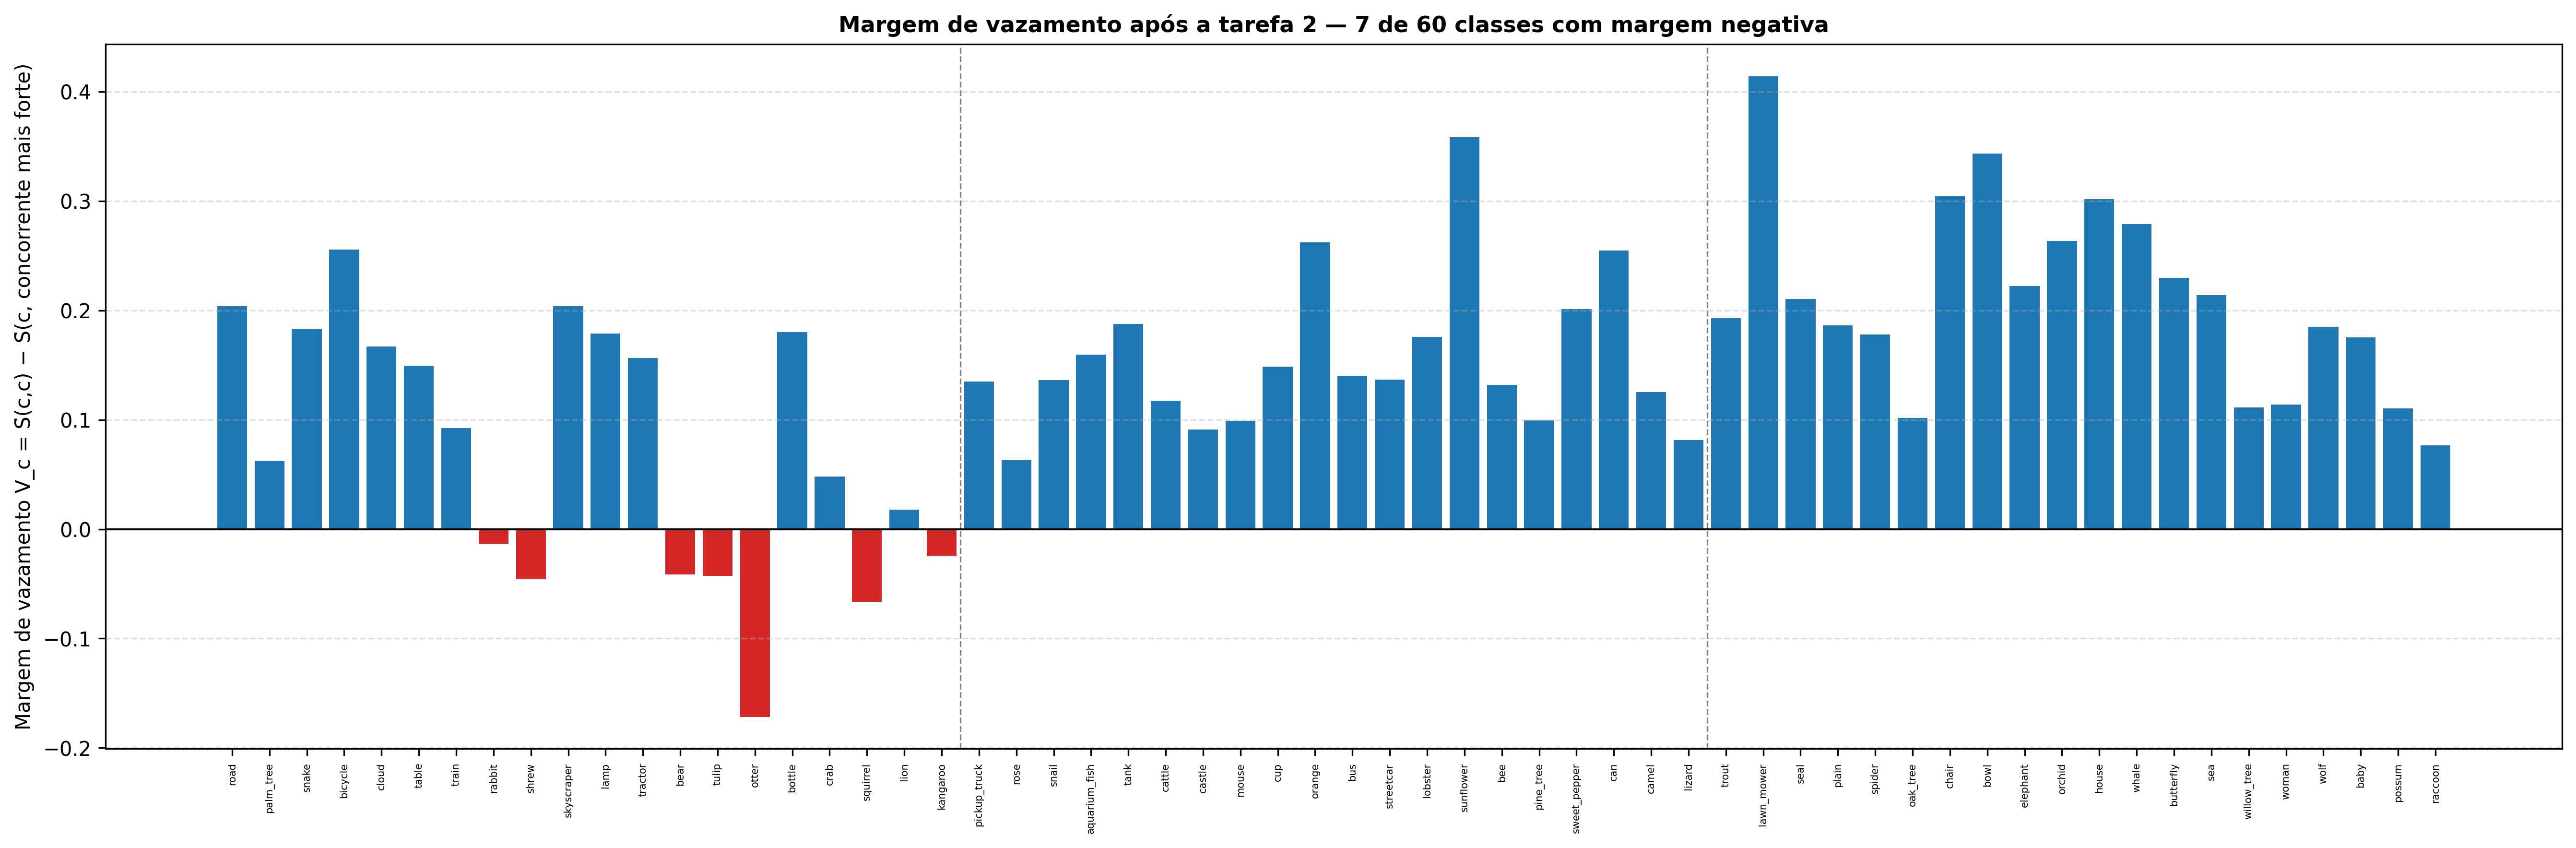 Margem de vazamento após a tarefa 2 — 7 de 60 classes com margem negativa
Margem de vazamento V_c = S(c,c) − S(c, concorrente mais forte)
0.4
0.3
0.2
0.1
0.0
−0.1
−0.2
road
palm_tree
snake
bicycle
cloud
table
train
rabbit
shrew
skyscraper
lamp
tractor
bear
tulip
otter
bottle
crab
squirrel
lion
kangaroo
pickup_truck
rose
snail
aquarium_fish
tank
cattle
castle
mouse
cup
orange
bus
streetcar
lobster
sunflower
bee
pine_tree
sweet_pepper
can
camel
lizard
trout
lawn_mower
seal
plain
spider
oak_tree
chair
bowl
elephant
orchid
house
whale
butterfly
sea
willow_tree
woman
wolf
baby
possum
raccoon